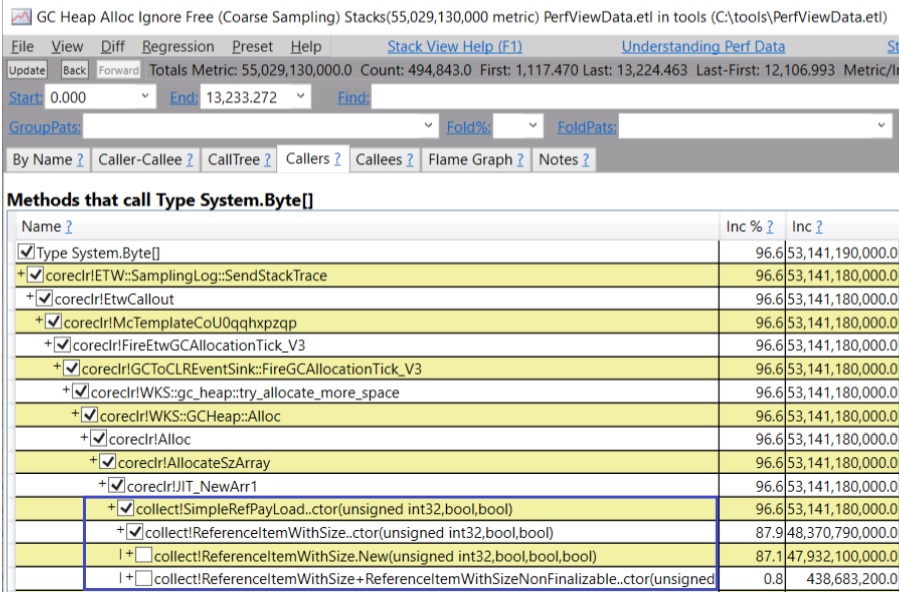 GC Heap Alloc Ignore Free (Coarse Sampling) Stacks(55,029,130,000 metric) PerfViewData.etl in tools (C:\tools\PerfViewData.etl)
File View Diff Regression Preset Help Stack View Help (F1) Understanding Perf Data St
Update Back Forward Totals Metric: 55,029,130,000.0 Count: 494,843.0 First: 1,117.470 Last: 13,224.463 Last-First: 12,106.993 Metric/I
Start: 0.000 End: 13,233.272 Find:
GroupPats: Fold%: FoldPats:
By Name ? Caller-Callee ? CallTree ? Callers ? Callees ? Flame Graph ? Notes ?
Methods that call Type System.Byte[]
Name ? Inc % ? Inc ?
Type System.Byte[] 96.6 53,141,190,000.0
+ coreclr!ETW::SamplingLog::SendStackTrace 96.6 53,141,180,000.0
+ coreclr!EtwCallout 96.6 53,141,180,000.0
+ coreclr!McTemplateCoU0qqhxpzqp 96.6 53,141,180,000.0
+ coreclr!FireEtwGCAllocationTick_V3 96.6 53,141,180,000.0
+ coreclr!GCToCLREventSink::FireGCAllocationTick_V3 96.6 53,141,180,000.0
+ coreclr!WKS::gc_heap::try_allocate_more_space 96.6 53,141,180,000.0
+ coreclr!WKS::GCHeap::Alloc 96.6 53,141,180,000.0
+ coreclr!Alloc 96.6 53,141,180,000.0
+ coreclr!AllocateSzArray 96.6 53,141,180,000.0
+ coreclr!JIT_NewArr1 96.6 53,141,180,000.0
+ collect!SimpleRefPayLoad..ctor(unsigned int32,bool,bool) 96.6 53,141,180,000.0
+ collect!ReferenceItemWithSize..ctor(unsigned int32,bool,bool) 87.9 48,370,790,000.0
|+ collect!ReferenceItemWithSize.New(unsigned int32,bool,bool,bool) 87.1 47,932,100,000.0
|+ collect!ReferenceItemWithSize+ReferenceItemWithSizeNonFinalizable..ctor(unsigned 0.8 438,683,200.0